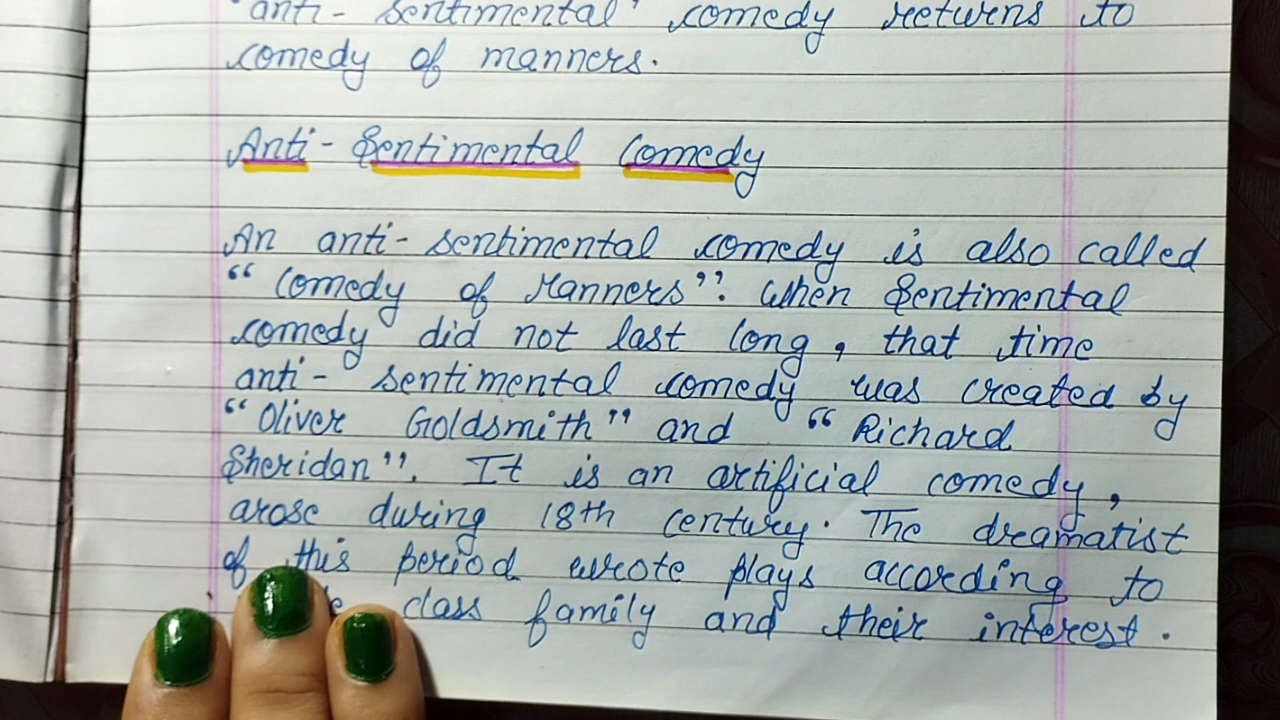 "anti- sentimental" comedy returns to
comedy of manners.
Anti- Sentimental Comedy
An anti- sentimental comedy is also called
"Comedy of Manners". When Sentimental
comedy did not last long, that time
anti- sentimental comedy was created by
"Oliver Goldsmith" and "Richard
Sheridan". It is an artificial comedy,
arose during 18th century. The dramatist
of this period wrote plays according to
class family and their interest.